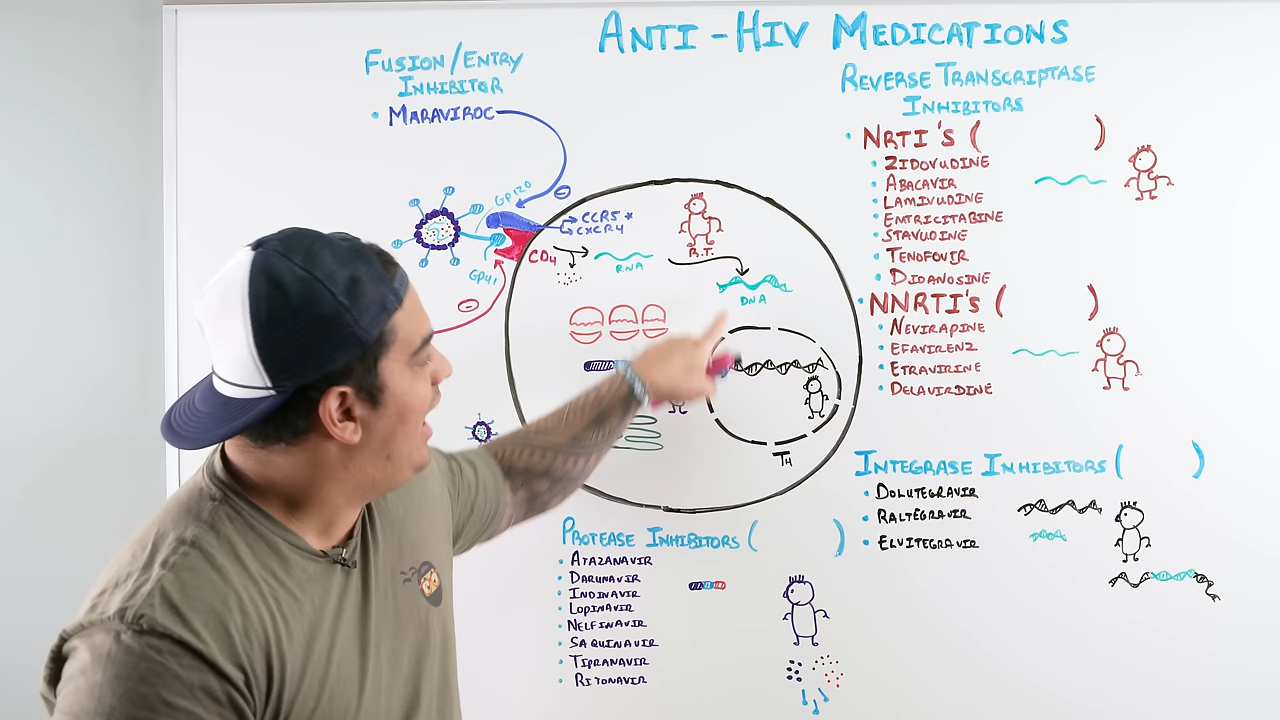 ANTI-HIV MEDICATIONS
FUSION/ENTRY
INHIBITOR
• MARAVIROC
GP120
GP41
CCR5 *
CXCR4
CD4
RNA
R.T.
DNA
T4
REVERSE TRANSCRIPTASE
INHIBITORS
• NRTI'S ( )
• ZIDOVUDINE
• ABACAVIR
• LAMIVUDINE
• EMTRICITABINE
• STAVUDINE
• TENOFOVIR
• DIDANOSINE
• NNRTI'S ( )
• NEVIRAPINE
• EFAVIRENZ
• ETRAVIRINE
• DELAVIRDINE
INTEGRASE INHIBITORS ( )
• DOLUTEGRAVIR
• RALTEGRAVIR
• ELVITEGRAVIR
PROTEASE INHIBITORS ( )
• ATAZANAVIR
• DARUNAVIR
• INDINAVIR
• LOPINAVIR
• NELFINAVIR
• SAQUINAVIR
• TIPRANAVIR
• RITONAVIR